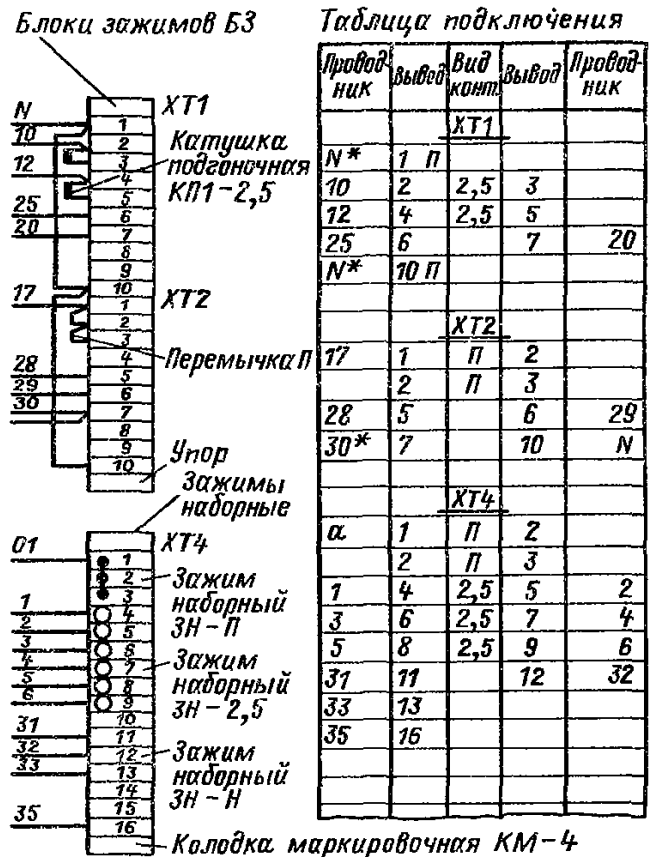 Блоки зажимов БЗ
N
10
12
25
20
17
28
29
30
XT1
1
2
3
4
5
6
7
8
9
10
Катушка
подгоночная
КП1-2,5
XT2
1
2
3
4
5
6
7
8
9
10
Перемычка П
Упор
Зажимы
наборные
XT4
01
1
2
3
4
5
6
31
32
33
35
1
2
3
4
5
6
7
8
9
10
11
12
13
14
15
16
Зажим
наборный
ЗН-П
Зажим
наборный
ЗН-2,5
Зажим
наборный
ЗН-Н
Колодка маркировочная КМ-4
Таблица подключения
Провод-ник Вывод Вид конт. Вывод Провод-ник
XT1
N* 1 П
10 2 2,5 3
12 4 2,5 5
25 6 7 20
N* 10 П
XT2
17 1 П 2
2 П 3
28 5 6 29
30* 7 10 N
XT4
а 1 П 2
2 П 3
1 4 2,5 5 2
3 6 2,5 7 4
5 8 2,5 9 6
31 11 12 32
33 13
35 16